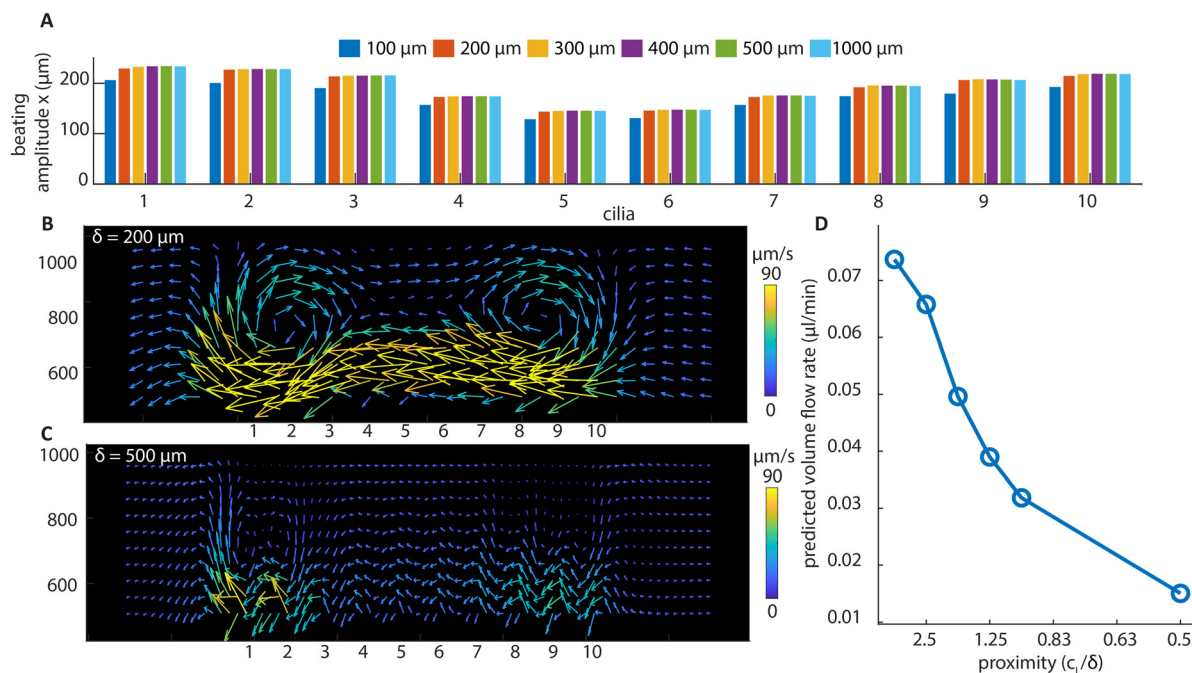 A
100 μm 200 μm 300 μm 400 μm 500 μm 1000 μm
beating
amplitude x (μm)
200
100
0
1 2 3 4 5 6 7 8 9 10
cilia
B
δ = 200 μm
1000
800
600
μm/s
90
0
1 2 3 4 5 6 7 8 9 10
C
δ = 500 μm
1000
800
600
μm/s
90
0
1 2 3 4 5 6 7 8 9 10
D
predicted volume flow rate (μl/min)
0.07
0.06
0.05
0.04
0.03
0.02
0.01
2.5 1.25 0.83 0.63 0.5
proximity (cL/δ)